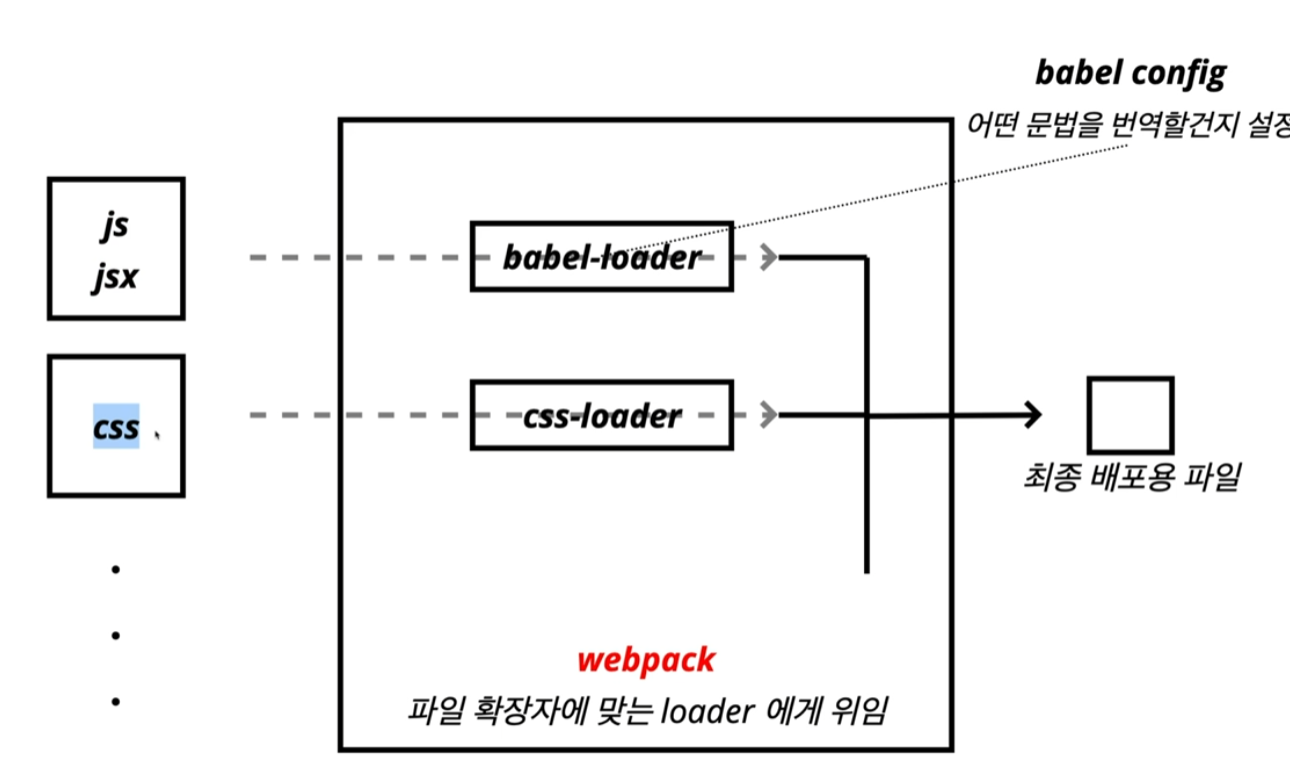 babel config
어떤 문법을 번역할건지 설정
js
jsx
babel-loader
css
css-loader
최종 배포용 파일
webpack
파일 확장자에 맞는 loader 에게 위임